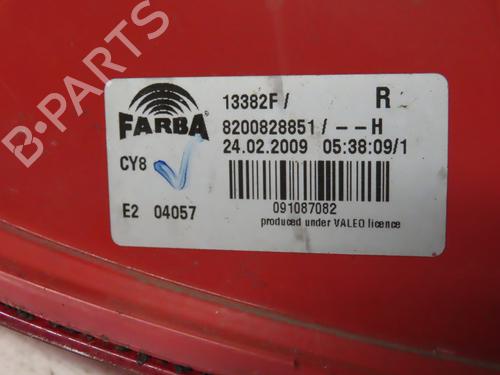 B-PARTS
FARBA
13382F / R
8200828851 / – – H
24.02.2009 05:38:09/1
CY8
091087082
E2 04057
produced under VALEO licence